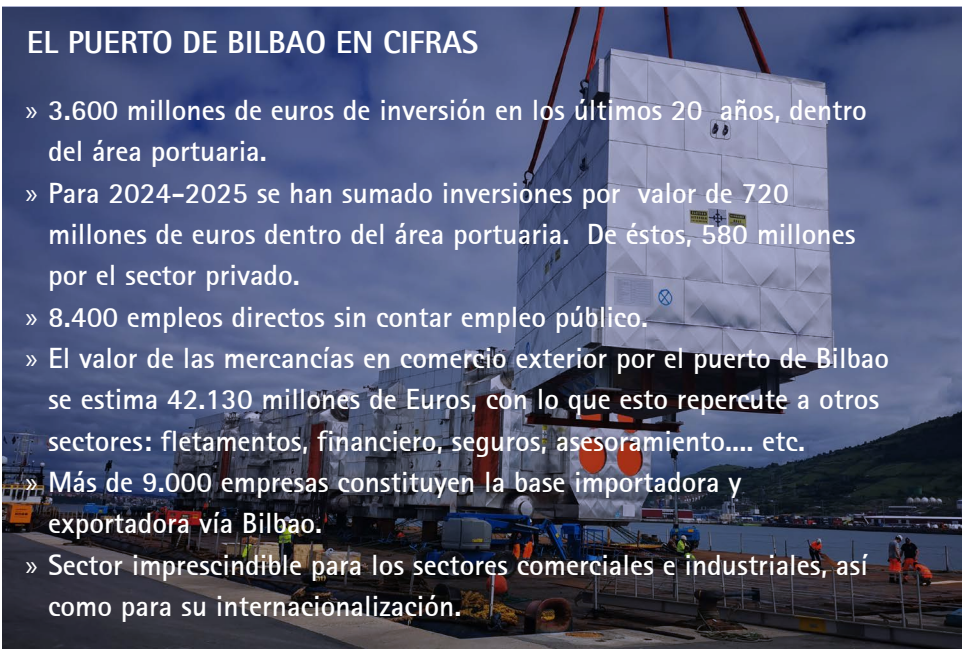 EL PUERTO DE BILBAO EN CIFRAS
» 3.600 millones de euros de inversión en los últimos 20 años, dentro
del área portuaria.
» Para 2024-2025 se han sumado inversiones por valor de 720
millones de euros dentro del área portuaria. De éstos, 580 millones
por el sector privado.
» 8.400 empleos directos sin contar empleo público.
» El valor de las mercancías en comercio exterior por el puerto de Bilbao
se estima 42.130 millones de Euros, con lo que esto repercute a otros
sectores: fletamentos, financiero, seguros, asesoramiento.... etc.
» Más de 9.000 empresas constituyen la base importadora y
exportadora vía Bilbao.
» Sector imprescindible para los sectores comerciales e industriales, así
como para su internacionalización.